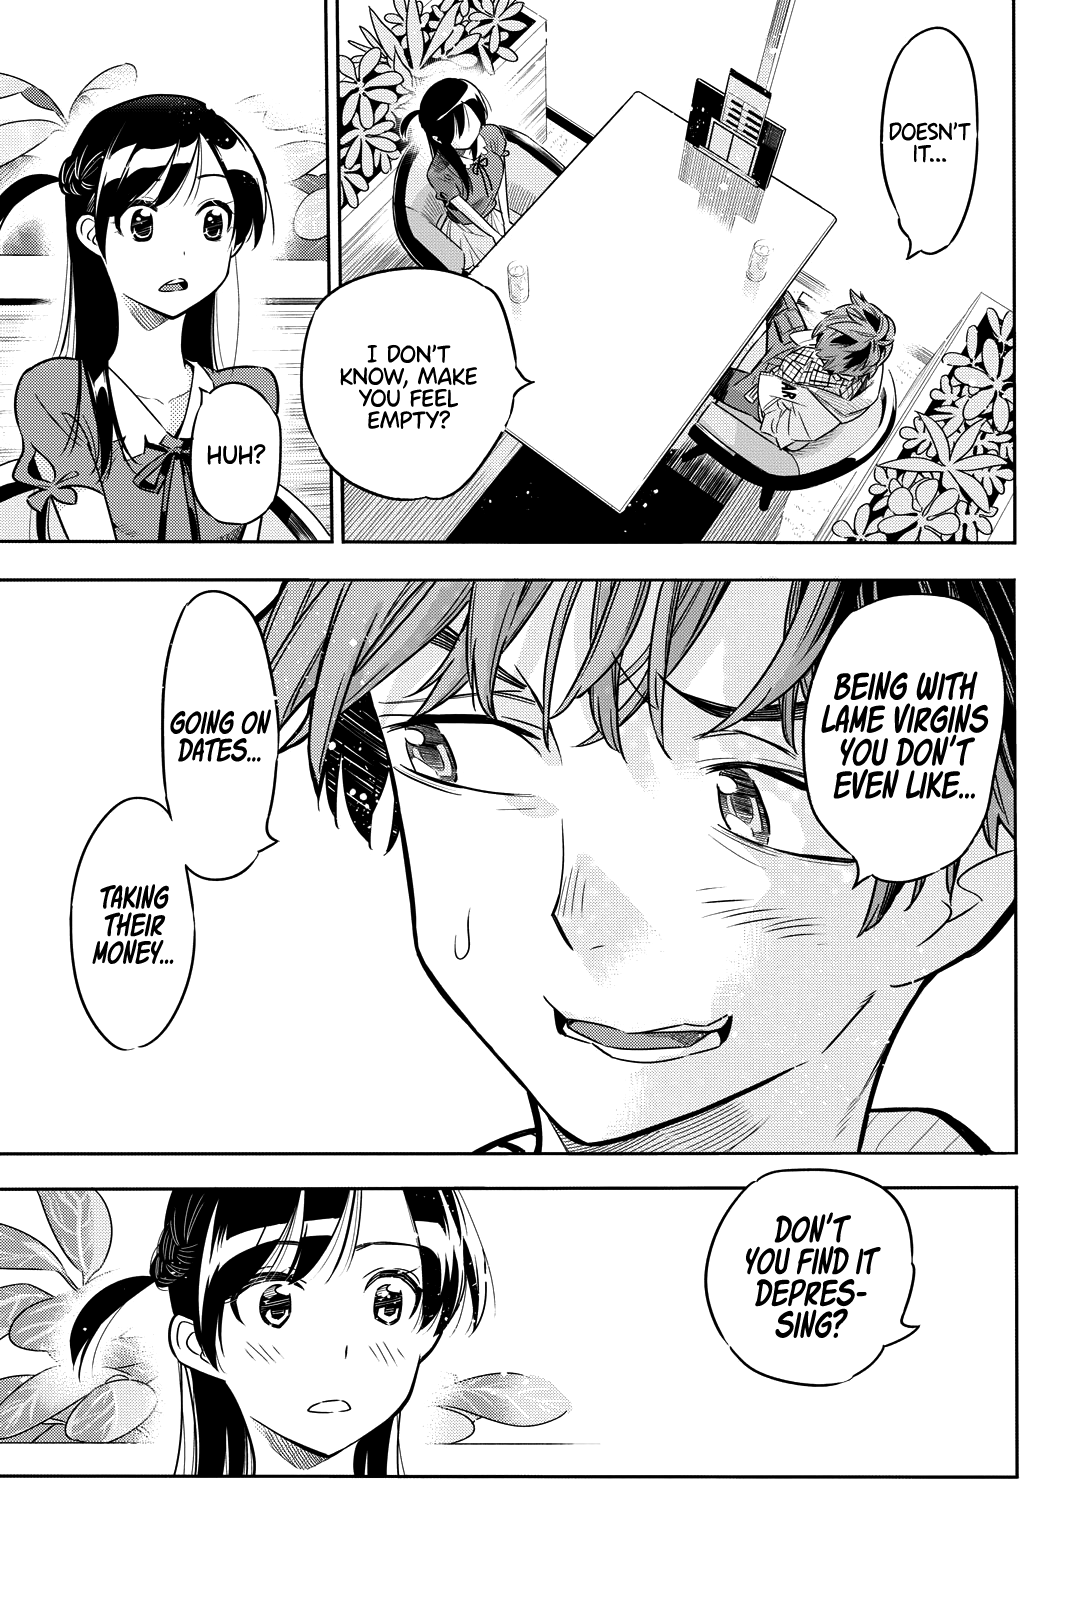 DOESN'T
IT...
I DON'T
KNOW, MAKE
YOU FEEL
EMPTY?
HUH?
BEING WITH
LAME VIRGINS
YOU DON'T
EVEN LIKE...
GOING ON
DATES...
TAKING
THEIR
MONEY...
DON'T
YOU FIND IT
DEPRES-
SING?